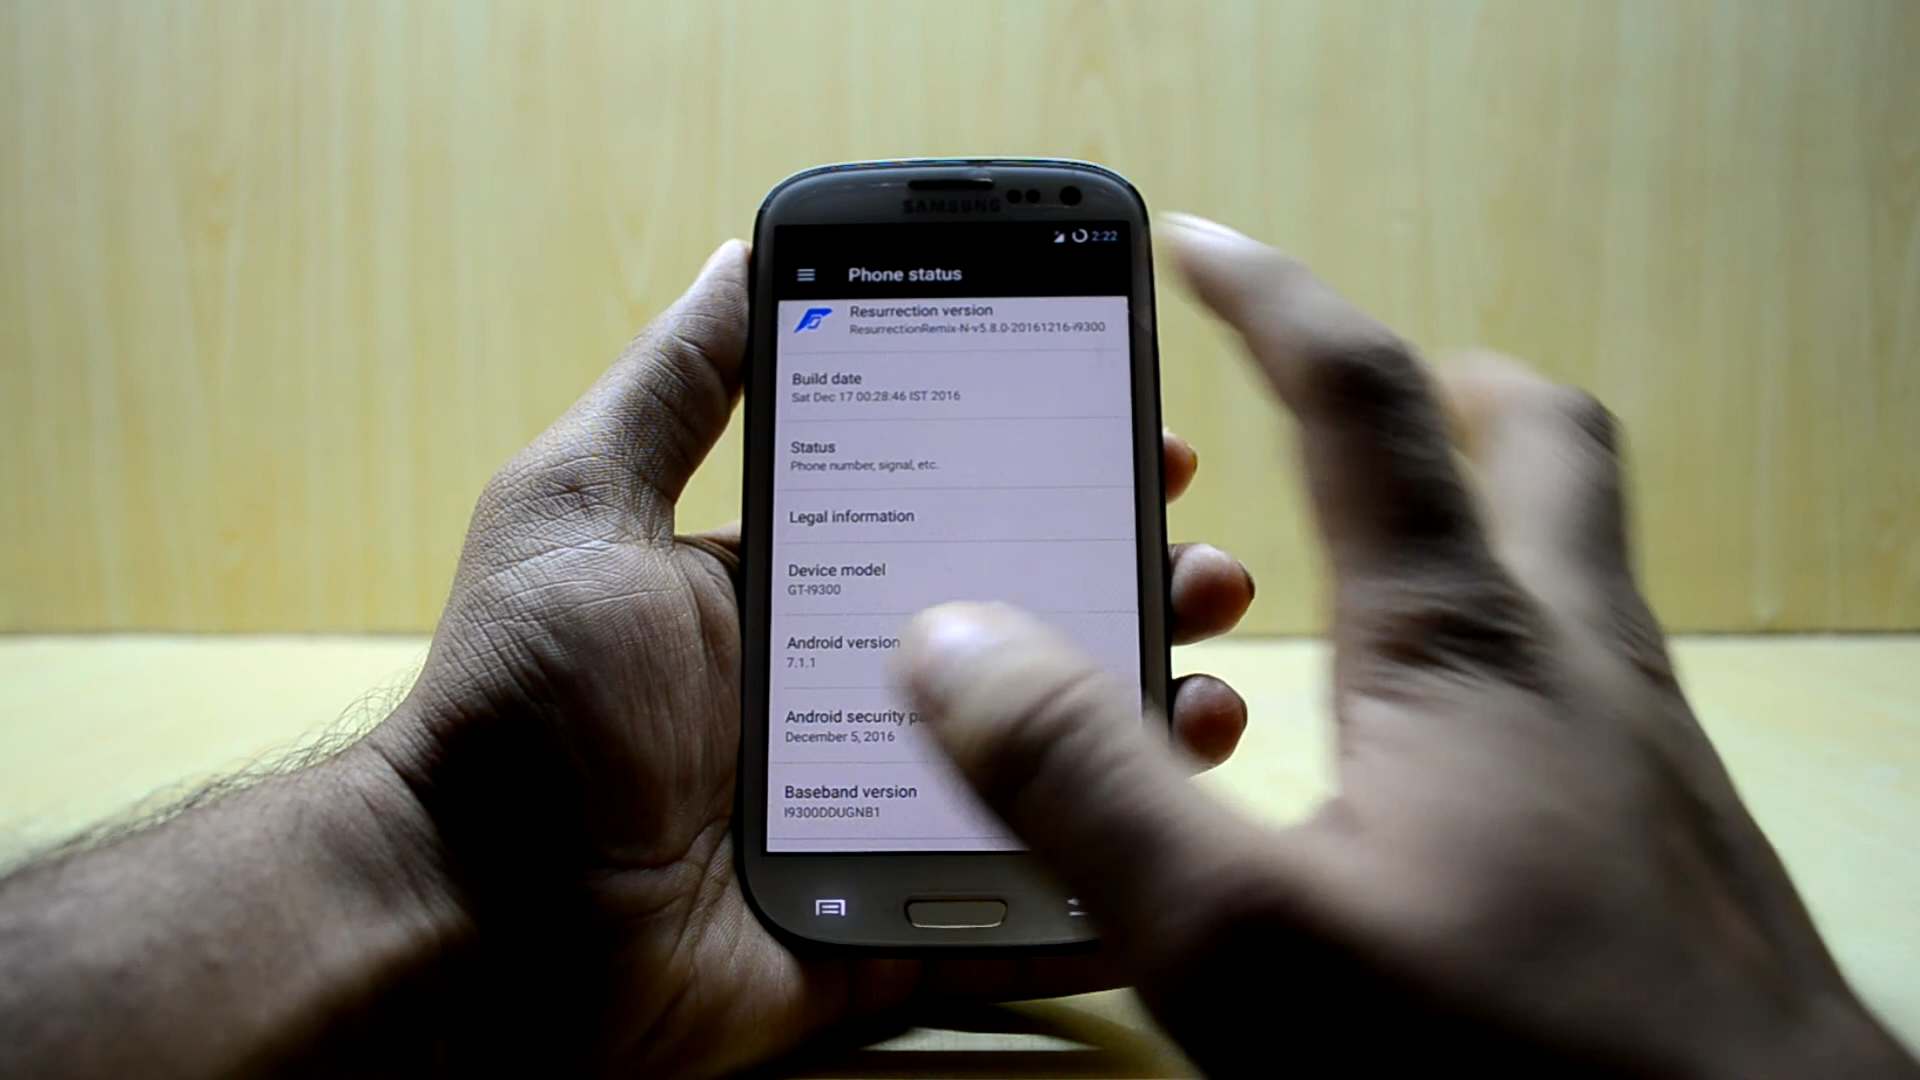 SAMSUNG
2:22
Phone status
Resurrection version
ResurrectionRemix-N-v5.8.0-20161216-i9300
Build date
Sat Dec 17 00:28:46 IST 2016
Status
Phone number, signal, etc.
Legal information
Device model
GT-I9300
Android version
7.1.1
Android security
December 5, 2016
Baseband version
I9300DDUGNB1